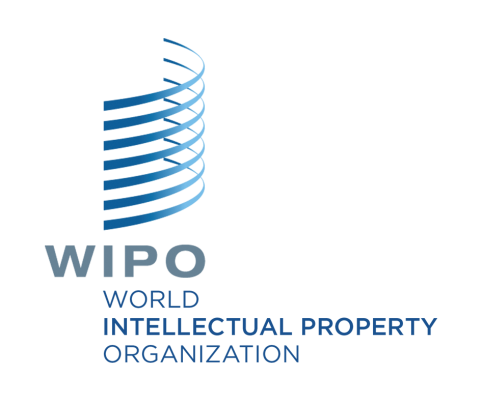 WIPO
WORLD
INTELLECTUAL PROPERTY
ORGANIZATION